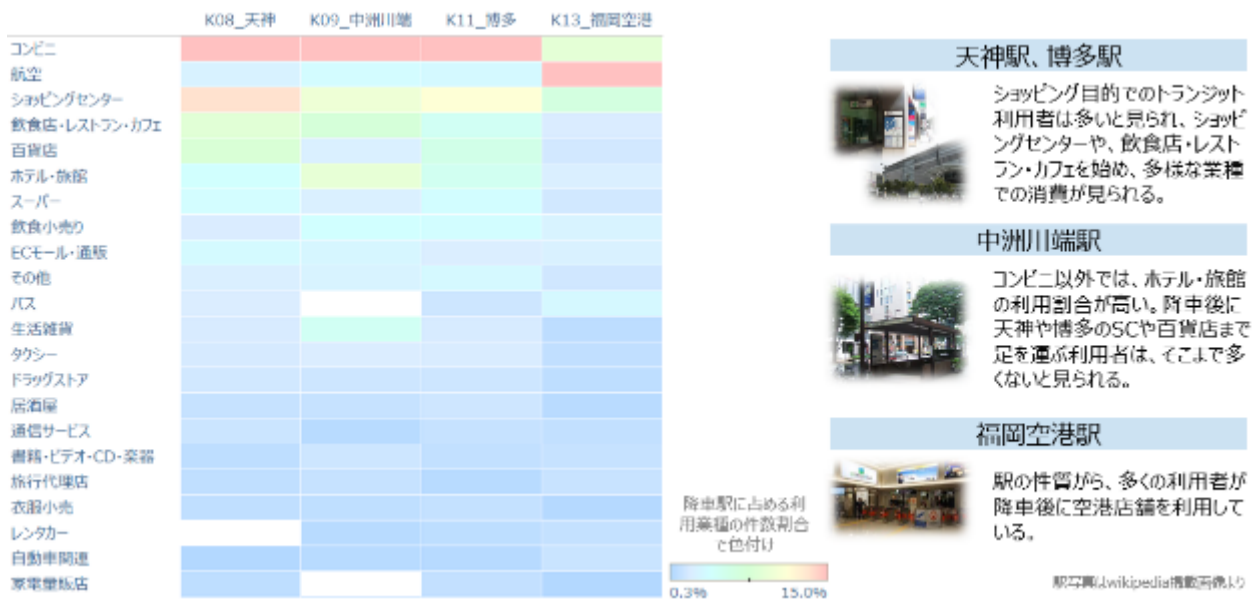 K08_天神 K09_中洲川端 K11_博多 K13_福岡空港
コンビニ
航空
ショッピングセンター
飲食店・レストラン・カフェ
百貨店
ホテル・旅館
スーパー
飲食小売り
ECモール・通販
その他
バス
生活雑貨
タクシー
ドラッグストア
居酒屋
通信サービス
書籍・ビデオ・CD・楽器
旅行代理店
衣服小売
レンタカー
自動車関連
家電量販店
降車駅に占める利
用業種の件数割合
で色付け
0.3% 15.0%
天神駅、博多駅
ショッピング目的でのトランジット
利用者は多いと見られ、ショッピ
ングセンターや、飲食店・レスト
ラン・カフェを始め、多様な業種
での消費が見られる。
中洲川端駅
コンビニ以外では、ホテル・旅館
の利用割合が高い。降車後に
天神や博多のSCや百貨店まで
足を運ぶ利用者は、そこまで多
くないと見られる。
福岡空港駅
駅の性質がら、多くの利用者が
降車後に空港店舗を利用して
いる。
駅写真はwikipedia掲載画像より